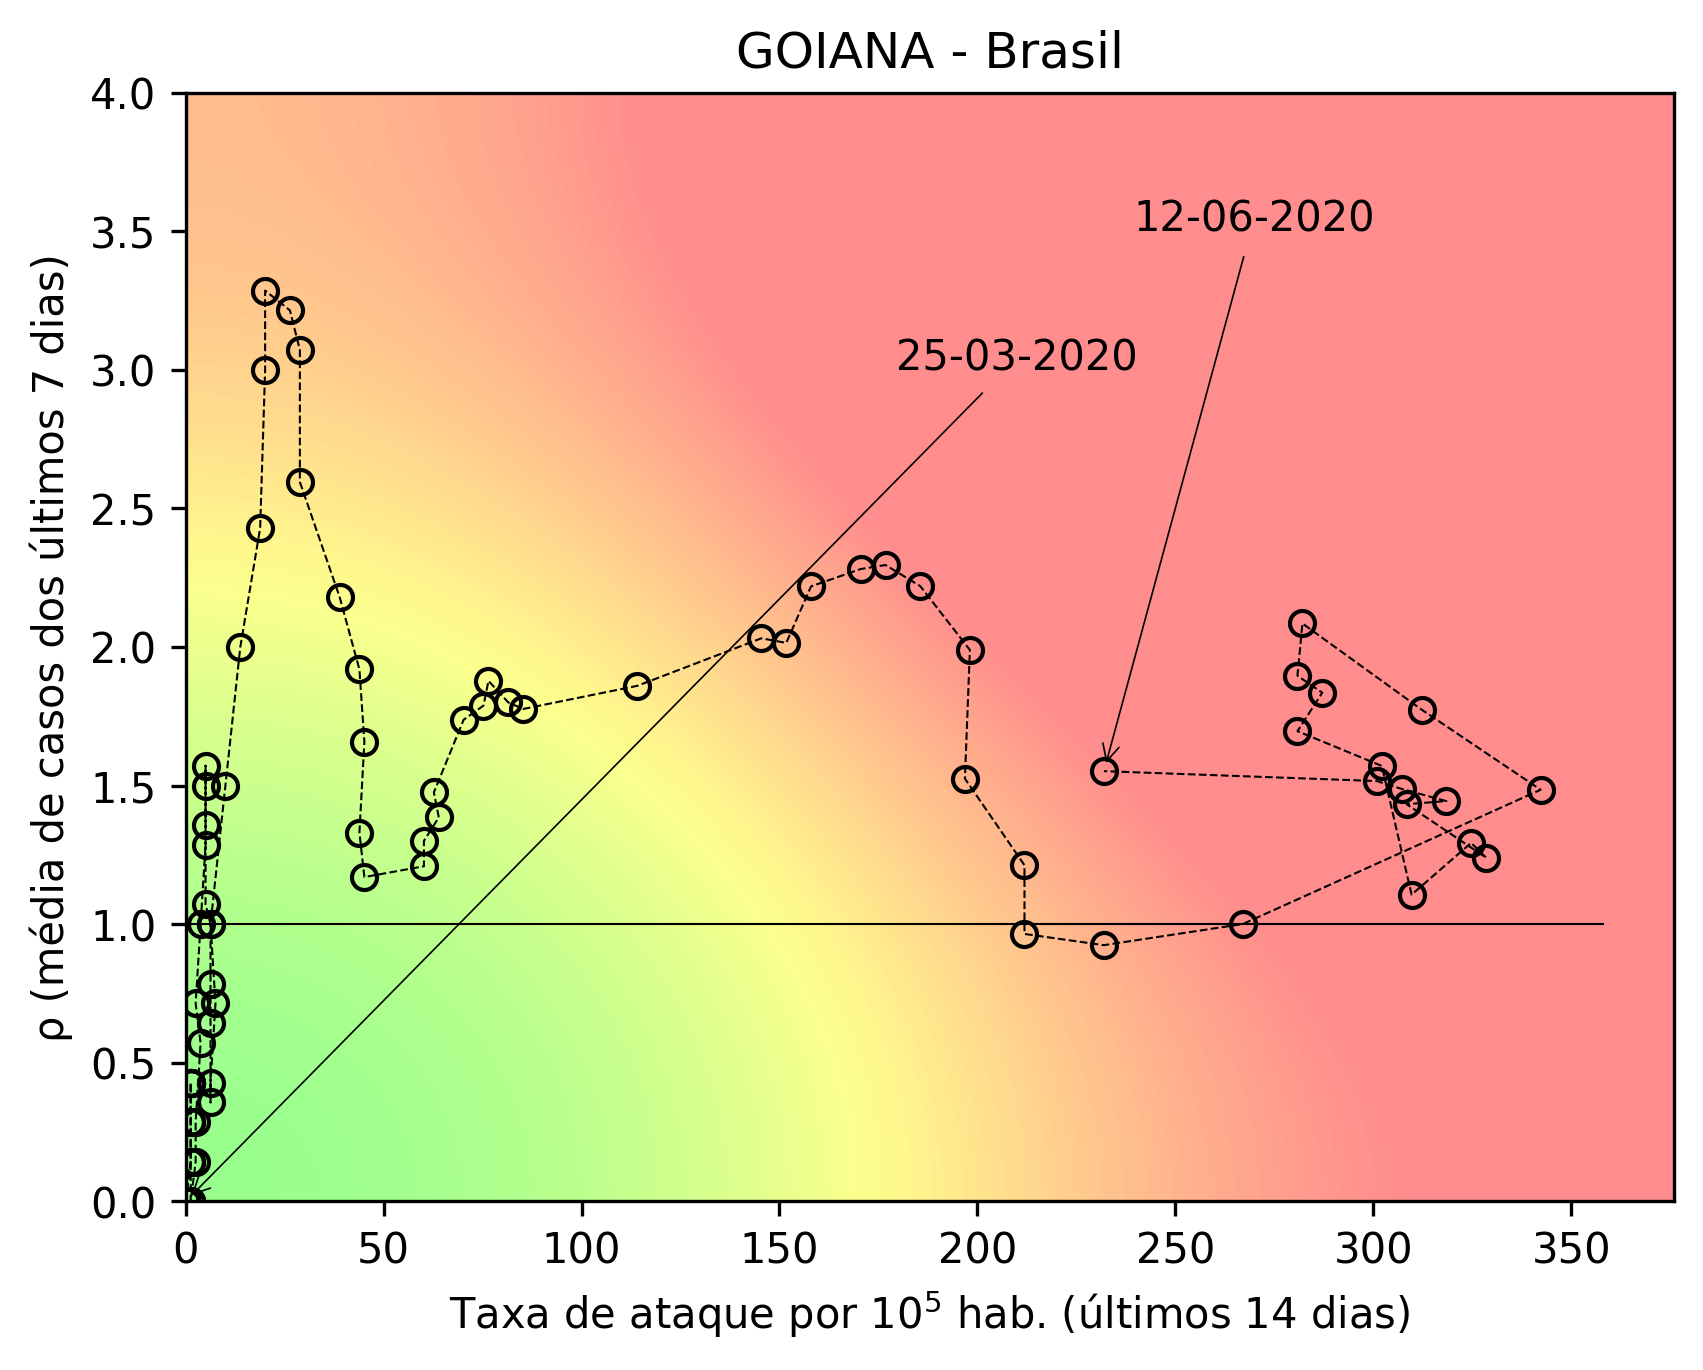 GOIANA - Brasil
4.0
3.5
3.0
2.5
2.0
1.5
1.0
0.5
0.0
ρ (média de casos dos últimos 7 dias)
12-06-2020
25-03-2020
0 50 100 150 200 250 300 350
Taxa de ataque por 10⁵ hab. (últimos 14 dias)